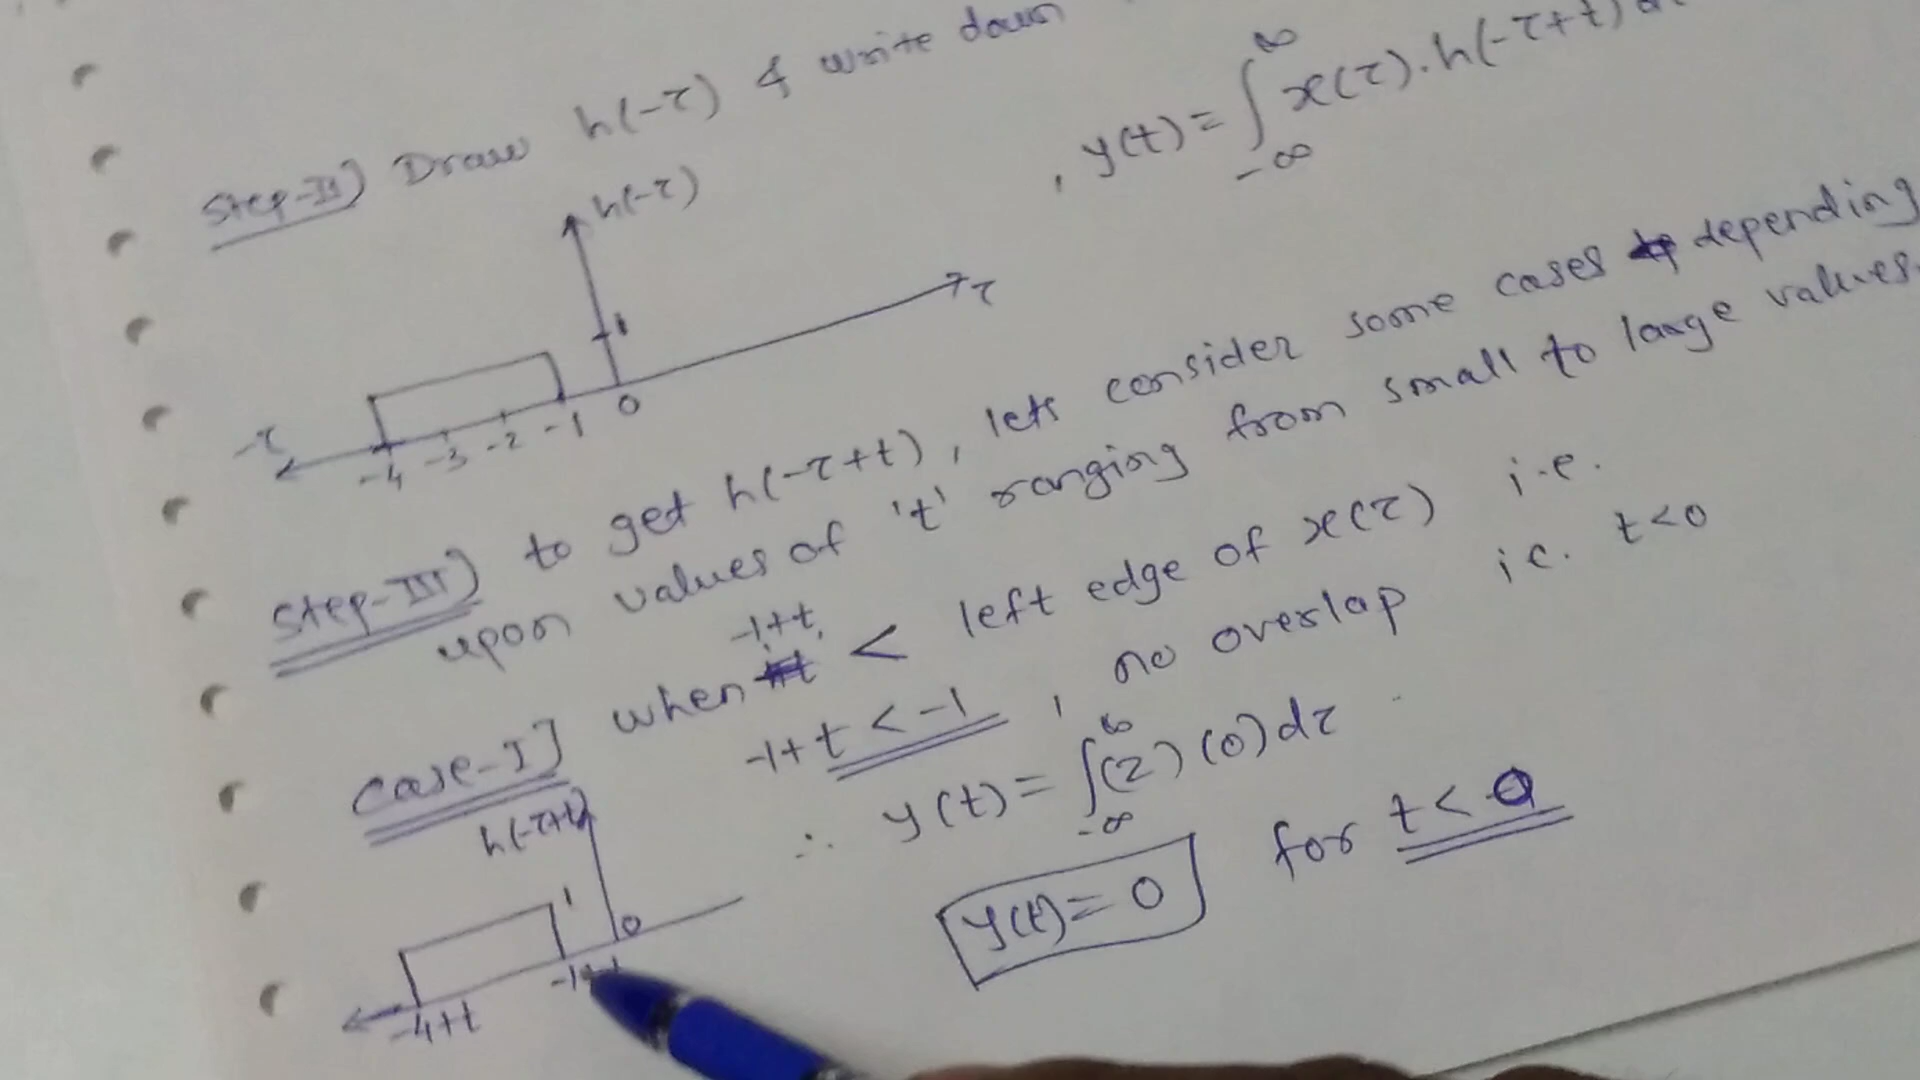 Step-II) Draw h(-τ) & write down
, y(t) = ∫ x(τ).h(-τ+t)
∞
-∞
h(-τ)
1
τ
-τ
-4 -3 -2 -1 0
Step-III) to get h(-τ+t), lets consider some cases depending
upon values of 't' ranging from small to large values.
Case-I] when -1+t < left edge of x(τ) i.e.
-1+t < -1, no overlap i.e. t<0
∴ y(t) = ∫(2)(0)dτ
∞
-∞
y(t) = 0 for t < 0
h(-τ+t)
1
0
-4+t